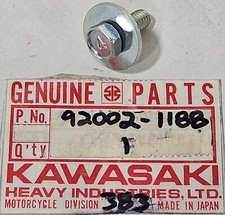 GENUINE PARTS
P. No. 92002-1188
Q'ty 1
KAWASAKI
HEAVY INDUSTRIES, LTD.
MOTORCYCLE DIVISION 383 MADE IN JAPAN